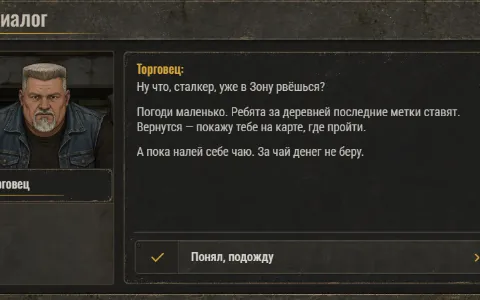 иалог
Торговец:
Ну что, сталкер, уже в Зону рвёшься?
Погоди маленько. Ребята за деревней последние метки ставят.
Вернутся — покажу тебе на карте, где пройти.
А пока налей себе чаю. За чай денег не беру.
говец
Понял, подожду